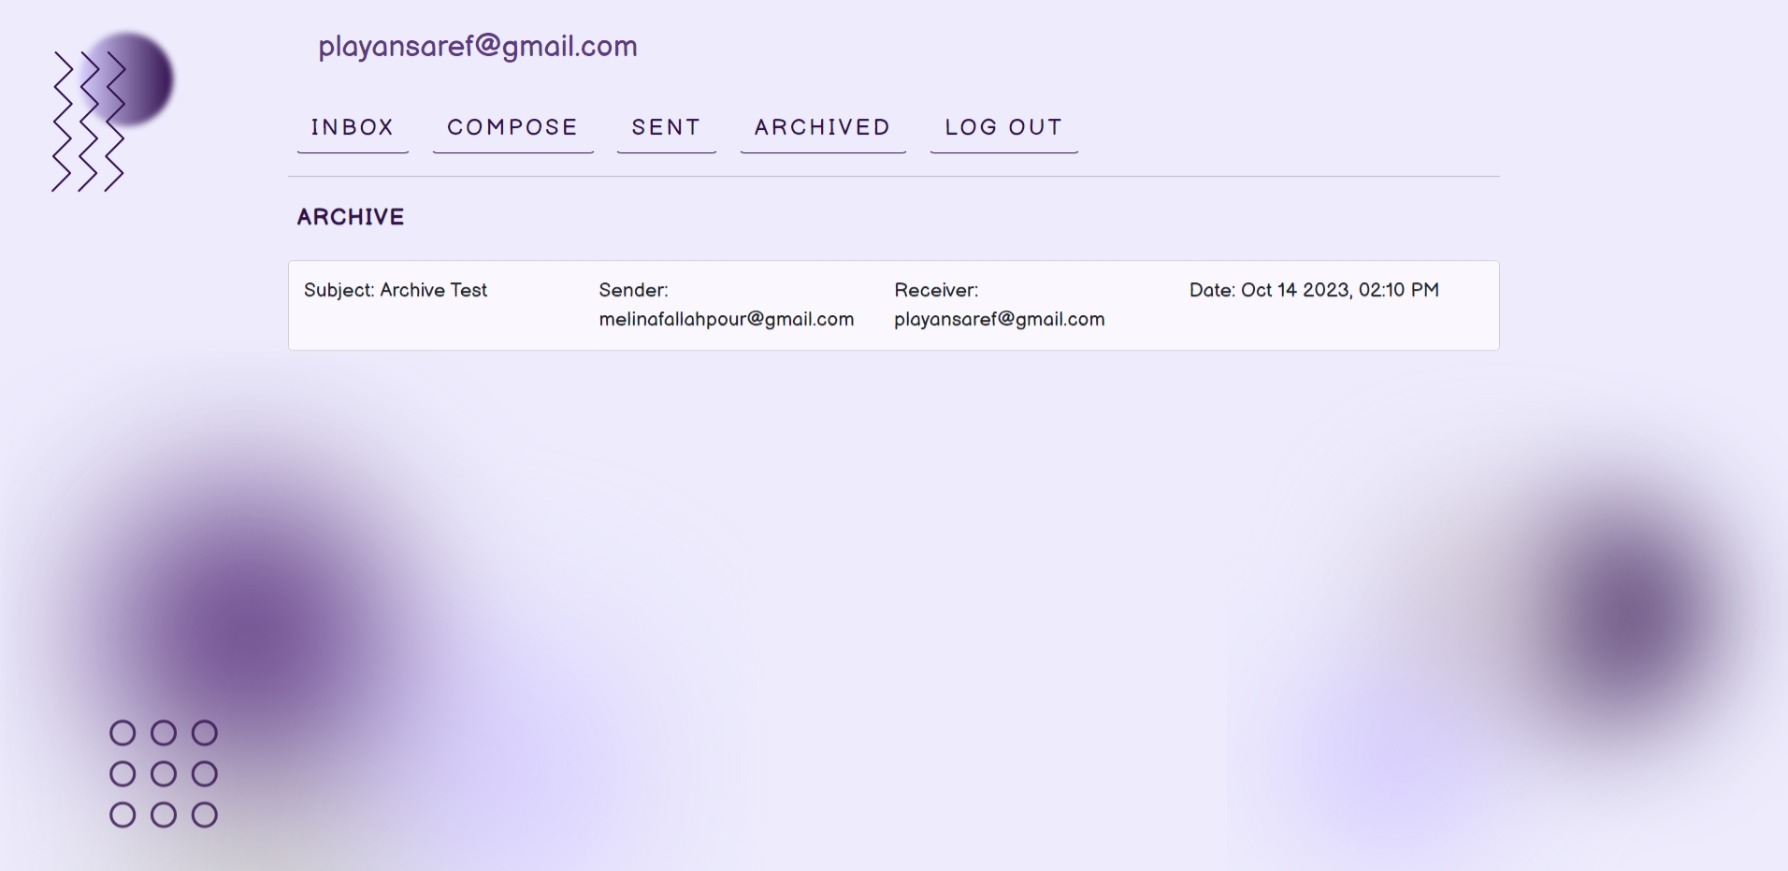 playansaref@gmail.com
INBOX COMPOSE SENT ARCHIVED LOG OUT
ARCHIVE
Subject: Archive Test Sender: Receiver: Date: Oct 14 2023, 02:10 PM
melinafallahpour@gmail.com playansaref@gmail.com